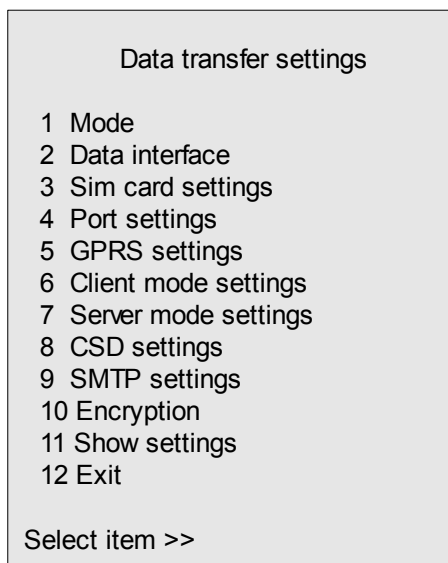 Data transfer settings
1 Mode
2 Data interface
3 Sim card settings
4 Port settings
5 GPRS settings
6 Client mode settings
7 Server mode settings
8 CSD settings
9 SMTP settings
10 Encryption
11 Show settings
12 Exit
Select item >>